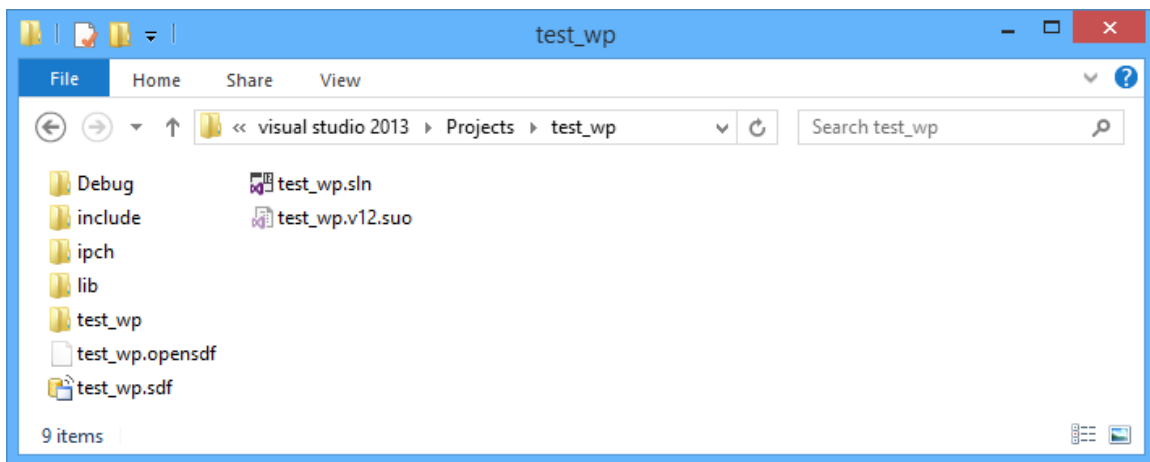 test_wp
File Home Share View
« visual studio 2013 Projects test_wp Search test_wp
Debug test_wp.sln
include test_wp.v12.suo
ipch
lib
test_wp
test_wp.opensdf
test_wp.sdf
9 items